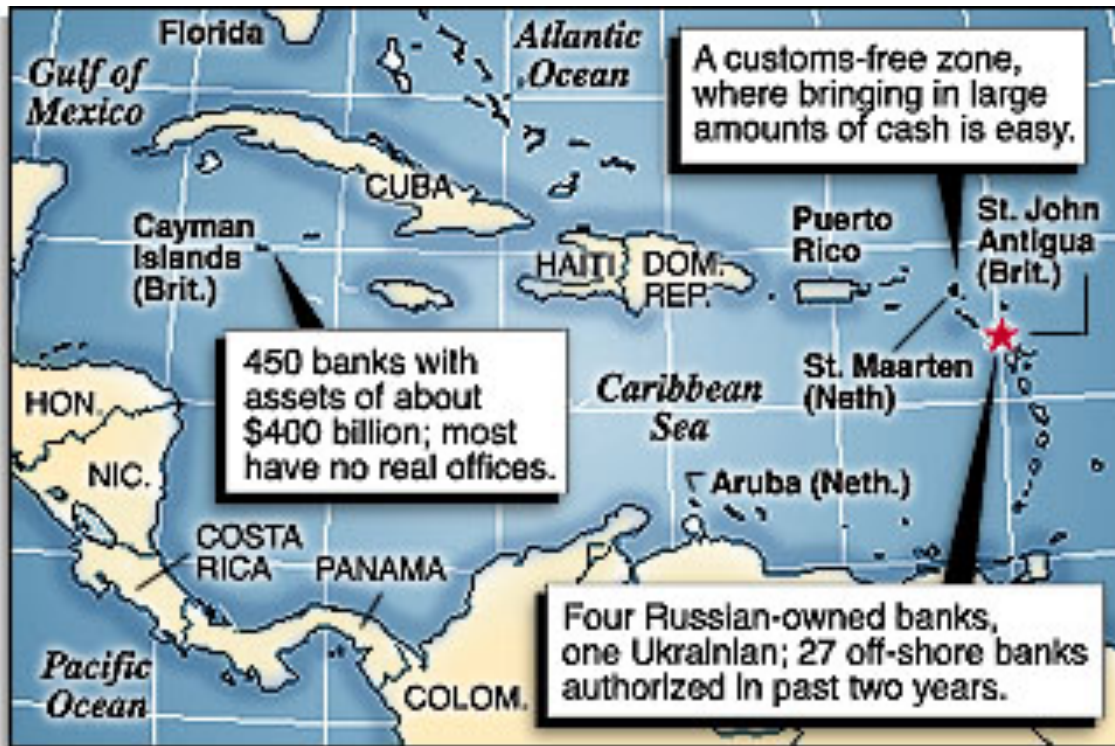 Florida
Atlantic
Ocean
Gulf of
Mexico
A customs-free zone,
where bringing in large
amounts of cash is easy.
CUBA
Cayman
Islands
(Brit.)
HAITI
DOM.
REP.
Puerto
Rico
St. John
Antigua
(Brit.)
450 banks with
assets of about
$400 billion; most
have no real offices.
St. Maarten
(Neth)
Caribbean
Sea
HON.
NIC.
Aruba (Neth.)
COSTA
RICA
PANAMA
Four Russian-owned banks,
one Ukrainian; 27 off-shore banks
authorized in past two years.
Pacific
Ocean
COLOM.